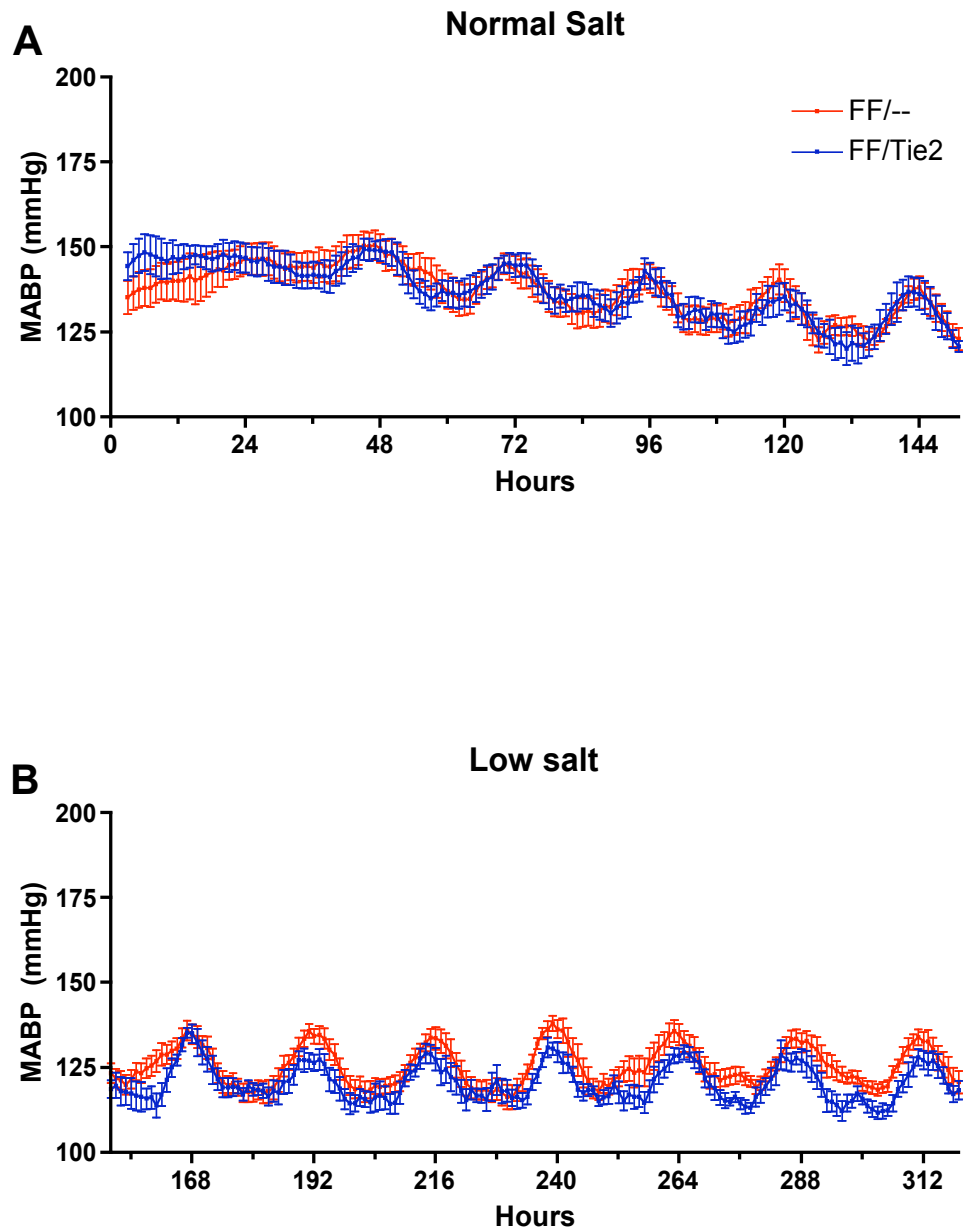 A
Normal Salt
200
175
150
125
100
MABP (mmHg)
FF/--
FF/Tie2
0 24 48 72 96 120 144
Hours
B
Low salt
200
175
150
125
100
MABP (mmHg)
168 192 216 240 264 288 312
Hours